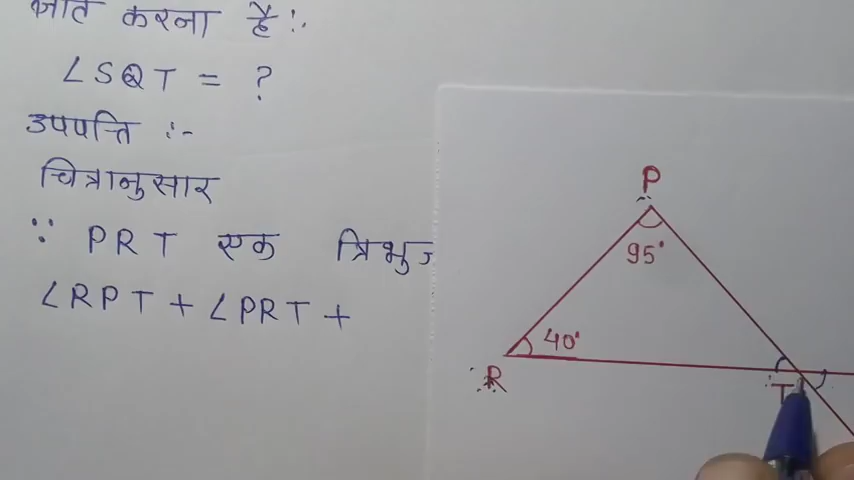 ज्ञात करना है:-
∠SQT = ?
उपपत्ति :-
चित्रानुसार
∵ PRT एक
∠RPT + ∠PRT +
P
95°
40°
R
T